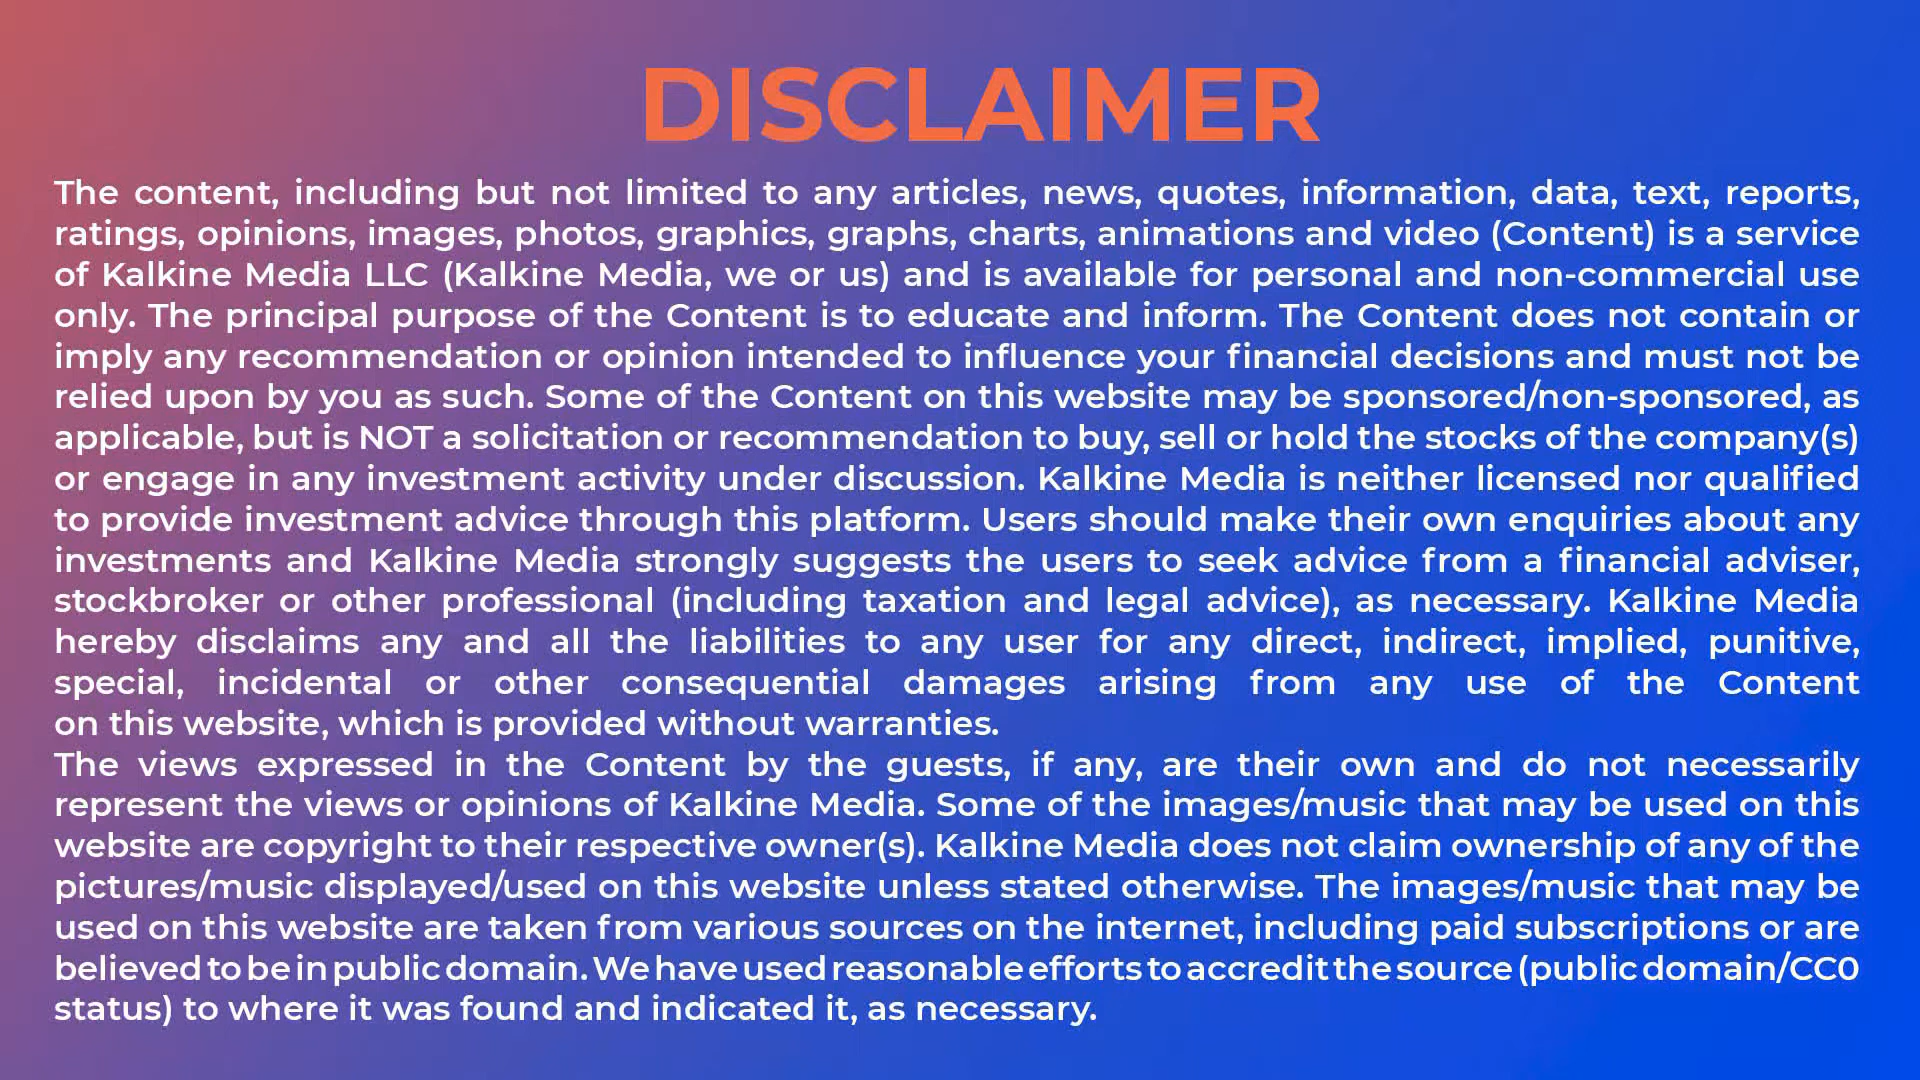 DISCLAIMER
The content, including but not limited to any articles, news, quotes, information, data, text, reports,
ratings, opinions, images, photos, graphics, graphs, charts, animations and video (Content) is a service
of Kalkine Media LLC (Kalkine Media, we or us) and is available for personal and non-commercial use
only. The principal purpose of the Content is to educate and inform. The Content does not contain or
imply any recommendation or opinion intended to influence your financial decisions and must not be
relied upon by you as such. Some of the Content on this website may be sponsored/non-sponsored, as
applicable, but is NOT a solicitation or recommendation to buy, sell or hold the stocks of the company(s)
or engage in any investment activity under discussion. Kalkine Media is neither licensed nor qualified
to provide investment advice through this platform. Users should make their own enquiries about any
investments and Kalkine Media strongly suggests the users to seek advice from a financial adviser,
stockbroker or other professional (including taxation and legal advice), as necessary. Kalkine Media
hereby disclaims any and all the liabilities to any user for any direct, indirect, implied, punitive,
special, incidental or other consequential damages arising from any use of the Content
on this website, which is provided without warranties.
The views expressed in the Content by the guests, if any, are their own and do not necessarily
represent the views or opinions of Kalkine Media. Some of the images/music that may be used on this
website are copyright to their respective owner(s). Kalkine Media does not claim ownership of any of the
pictures/music displayed/used on this website unless stated otherwise. The images/music that may be
used on this website are taken from various sources on the internet, including paid subscriptions or are
believed to be in public domain. We have used reasonable efforts to accredit the source (public domain/CC0
status) to where it was found and indicated it, as necessary.